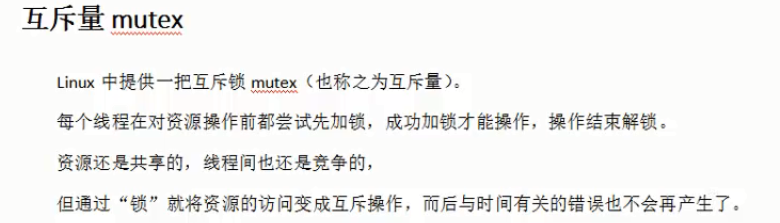 互斥量 mutex
Linux 中提供一把互斥锁 mutex（也称之为互斥量）。
每个线程在对资源操作前都尝试先加锁，成功加锁才能操作，操作结束解锁。
资源还是共享的，线程间也还是竞争的，
但通过“锁”就将资源的访问变成互斥操作，而后与时间有关的错误也不会再产生了。